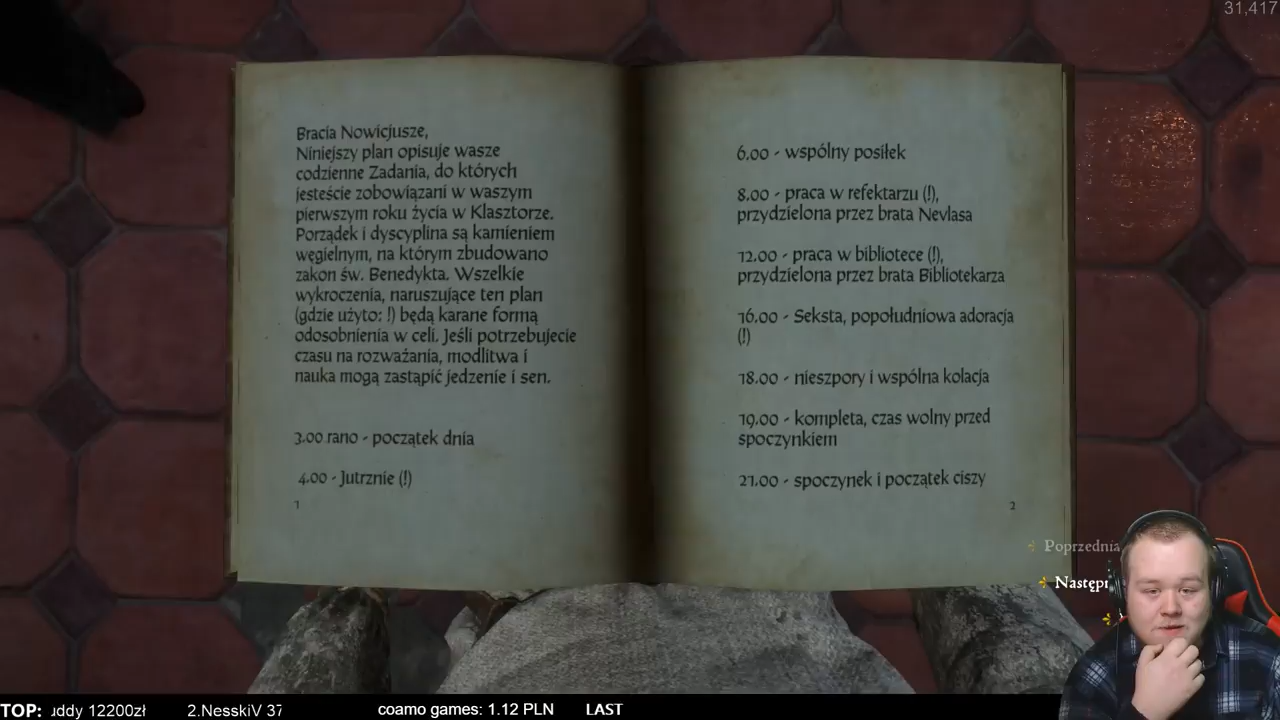 31,417
Bracia Nowicjusze,
Niniejszy plan opisuje wasze
codzienne Zadania, do których
jesteście zobowiązani w waszym
pierwszym roku życia w Klasztorze.
Porządek i dyscyplina są kamieniem
węgielnym, na którym zbudowano
zakon św. Benedykta. Wszelkie
wykroczenia, naruszające ten plan
(gdzie użyto: !) będą karane formą
odosobnienia w celi. Jeśli potrzebujecie
czasu na rozważania, modlitwa i
nauka mogą zastąpić jedzenie i sen.
3.00 rano - początek dnia
4.00 - Jutrznie (!)
1
6.00 - wspólny posiłek
8.00 - praca w refektarzu (!),
przydzielona przez brata Nevlasa
12.00 - praca w bibliotece (!),
przydzielona przez brata Bibliotekarza
16.00 - Seksta, popołudniowa adoracja
(!)
18.00 - nieszpory i wspólna kolacja
19.00 - kompleta, czas wolny przed
spoczynkiem
21.00 - spoczynek i początek ciszy
2
Poprzednia
TOP: uddy 12200zł 2.NesskiV 37 coamo games: 1.12 PLN LAST